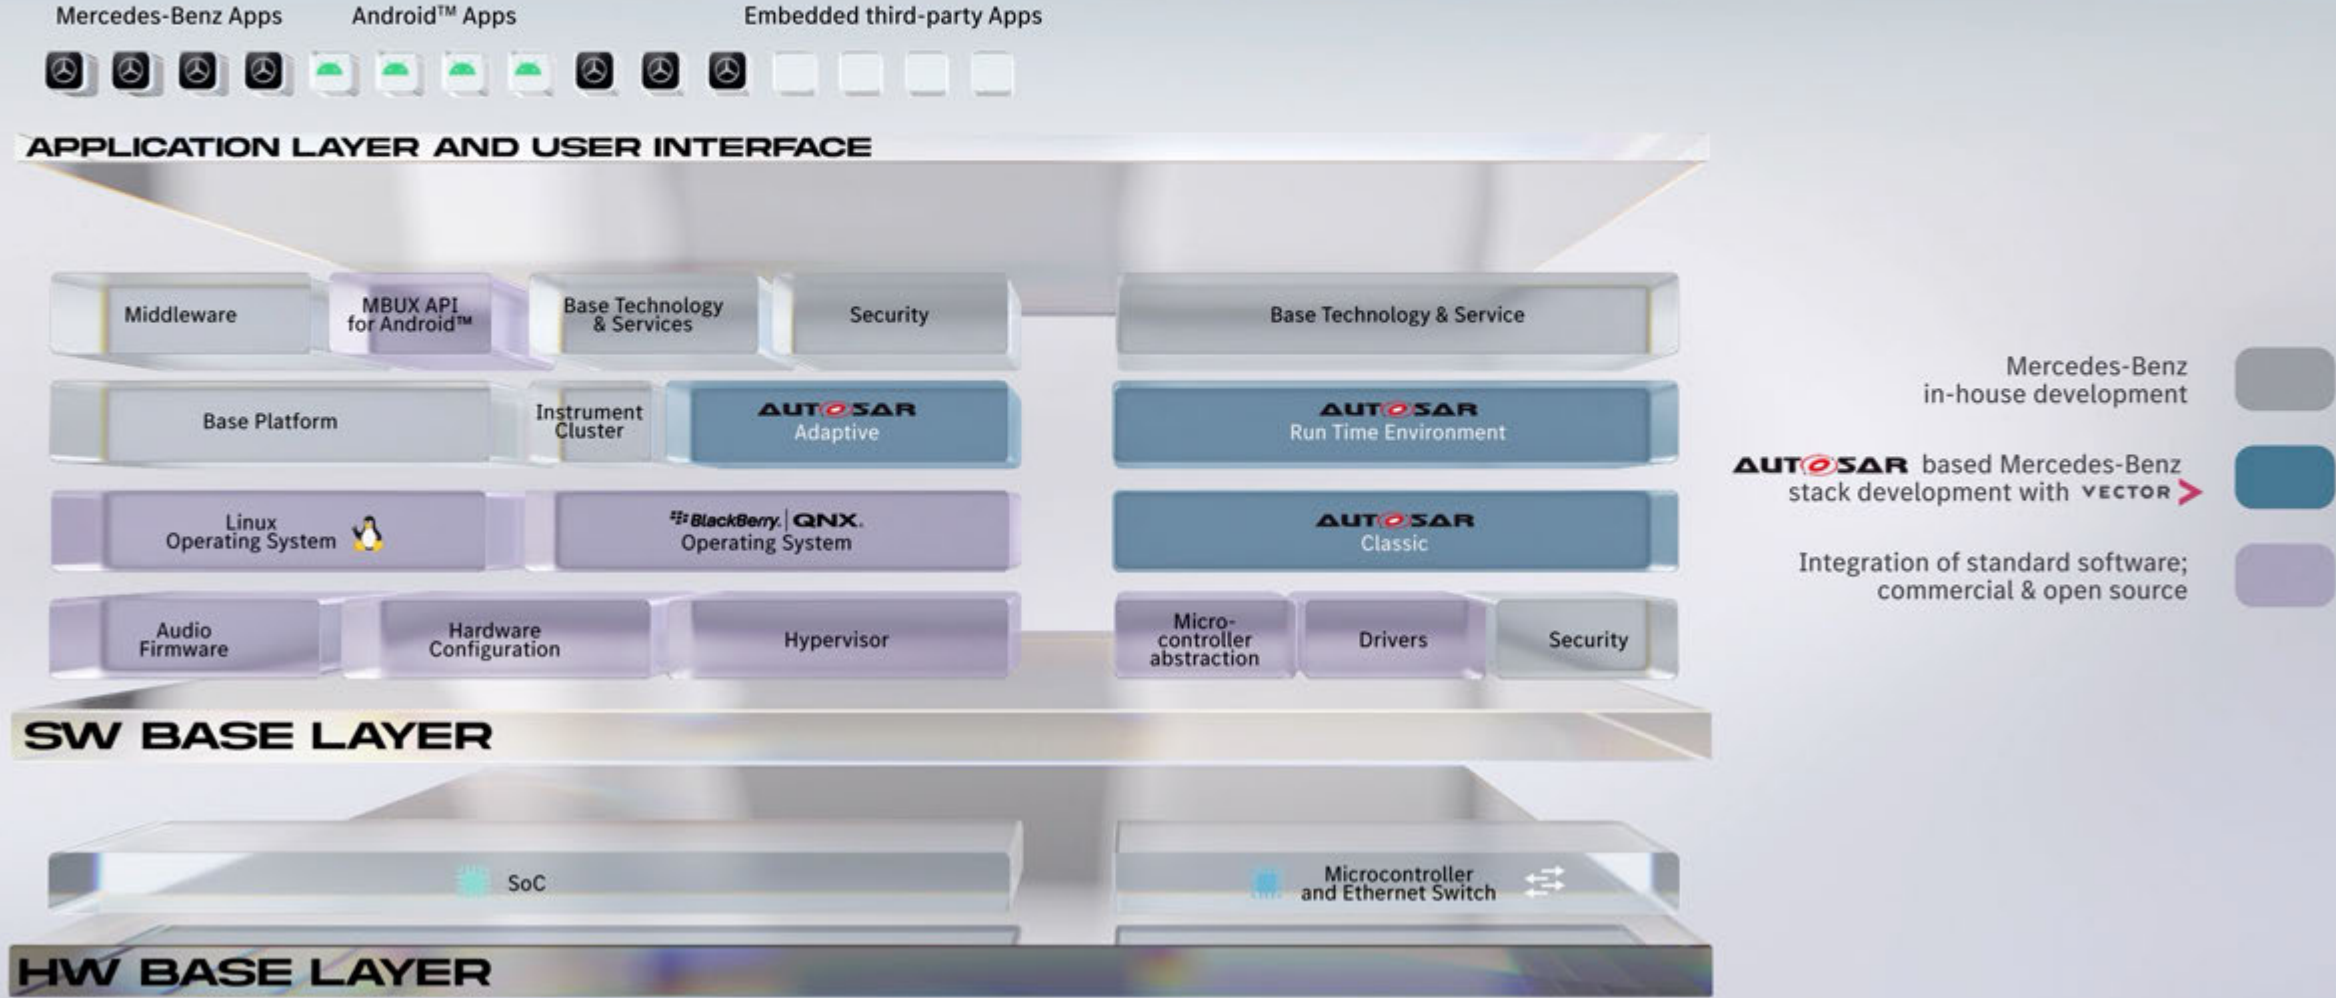 Mercedes-Benz Apps
Android™ Apps
Embedded third-party Apps
APPLICATION LAYER AND USER INTERFACE
Middleware
MBUX API
for Android™
Base Technology
& Services
Security
Base Technology & Service
Base Platform
Instrument
Cluster
AUTOSAR
Adaptive
AUTOSAR
Run Time Environment
Linux
Operating System
BlackBerry. | QNX.
Operating System
AUTOSAR
Classic
Audio
Firmware
Hardware
Configuration
Hypervisor
Micro-
controller
abstraction
Drivers
Security
SW BASE LAYER
SoC
Microcontroller
and Ethernet Switch
HW BASE LAYER
Mercedes-Benz
in-house development
AUTOSAR based Mercedes-Benz
stack development with VECTOR
Integration of standard software;
commercial & open source